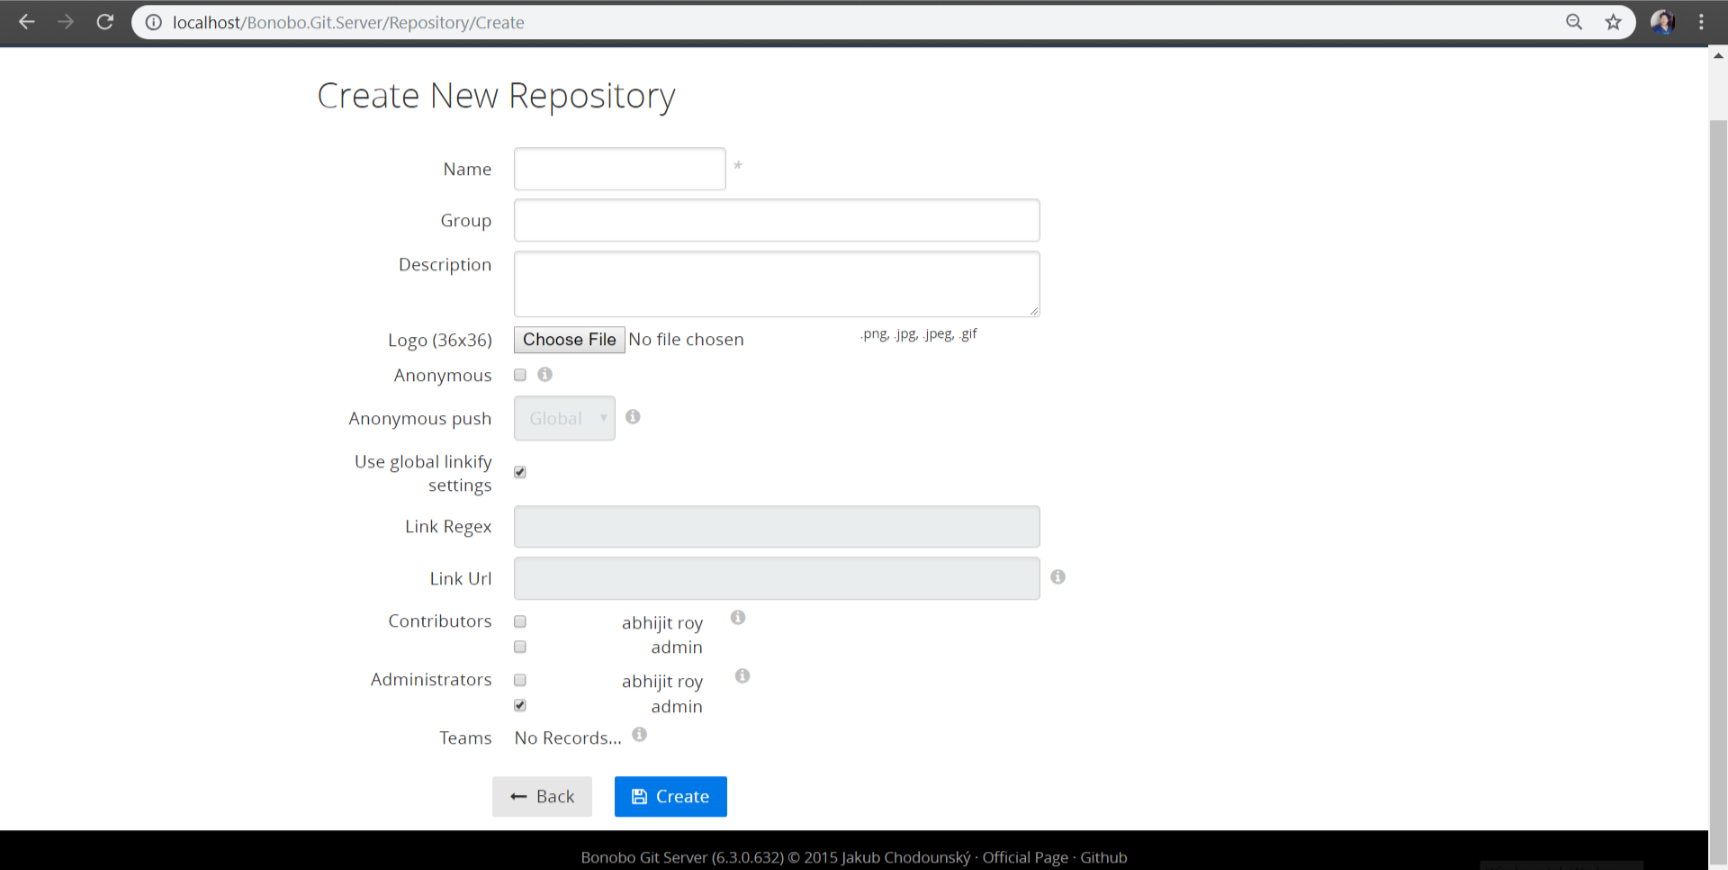 localhost/Bonobo.Git.Server/Repository/Create
Create New Repository
Name *
Group
Description
Logo (36x36) Choose File No file chosen .png, .jpg, .jpeg, .gif
Anonymous
Anonymous push Global
Use global linkify
settings
Link Regex
Link Url
Contributors abhijit roy
admin
Administrators abhijit roy
admin
Teams No Records...
Back Create
Bonobo Git Server (6.3.0.632) © 2015 Jakub Chodounský · Official Page · Github